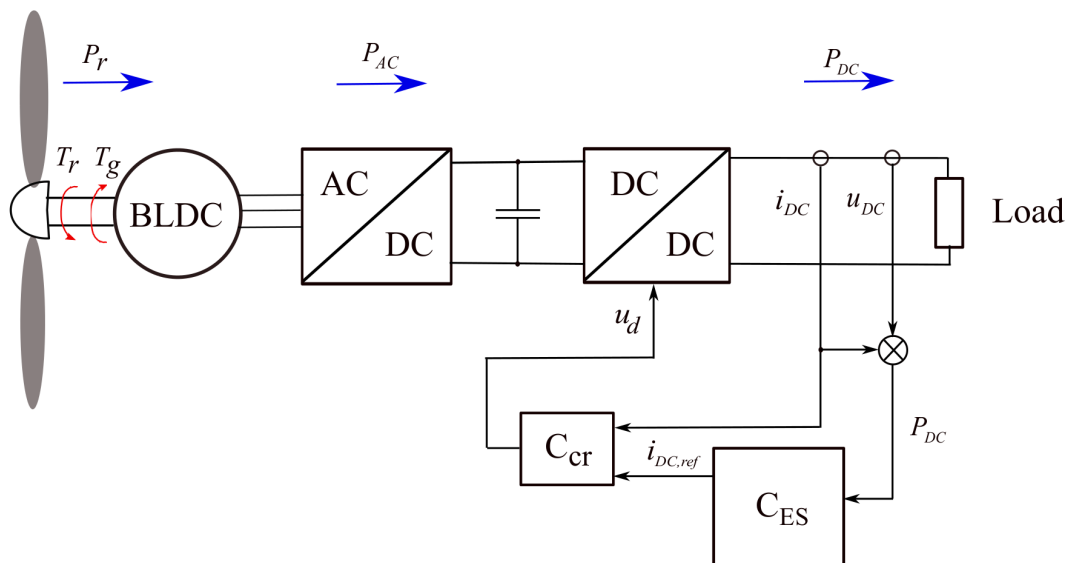 P_r
P_AC
P_DC
T_r T_g
BLDC
AC
DC
DC
DC
i_DC
u_DC
Load
u_d
C_cr
i_DC,ref
C_ES
P_DC